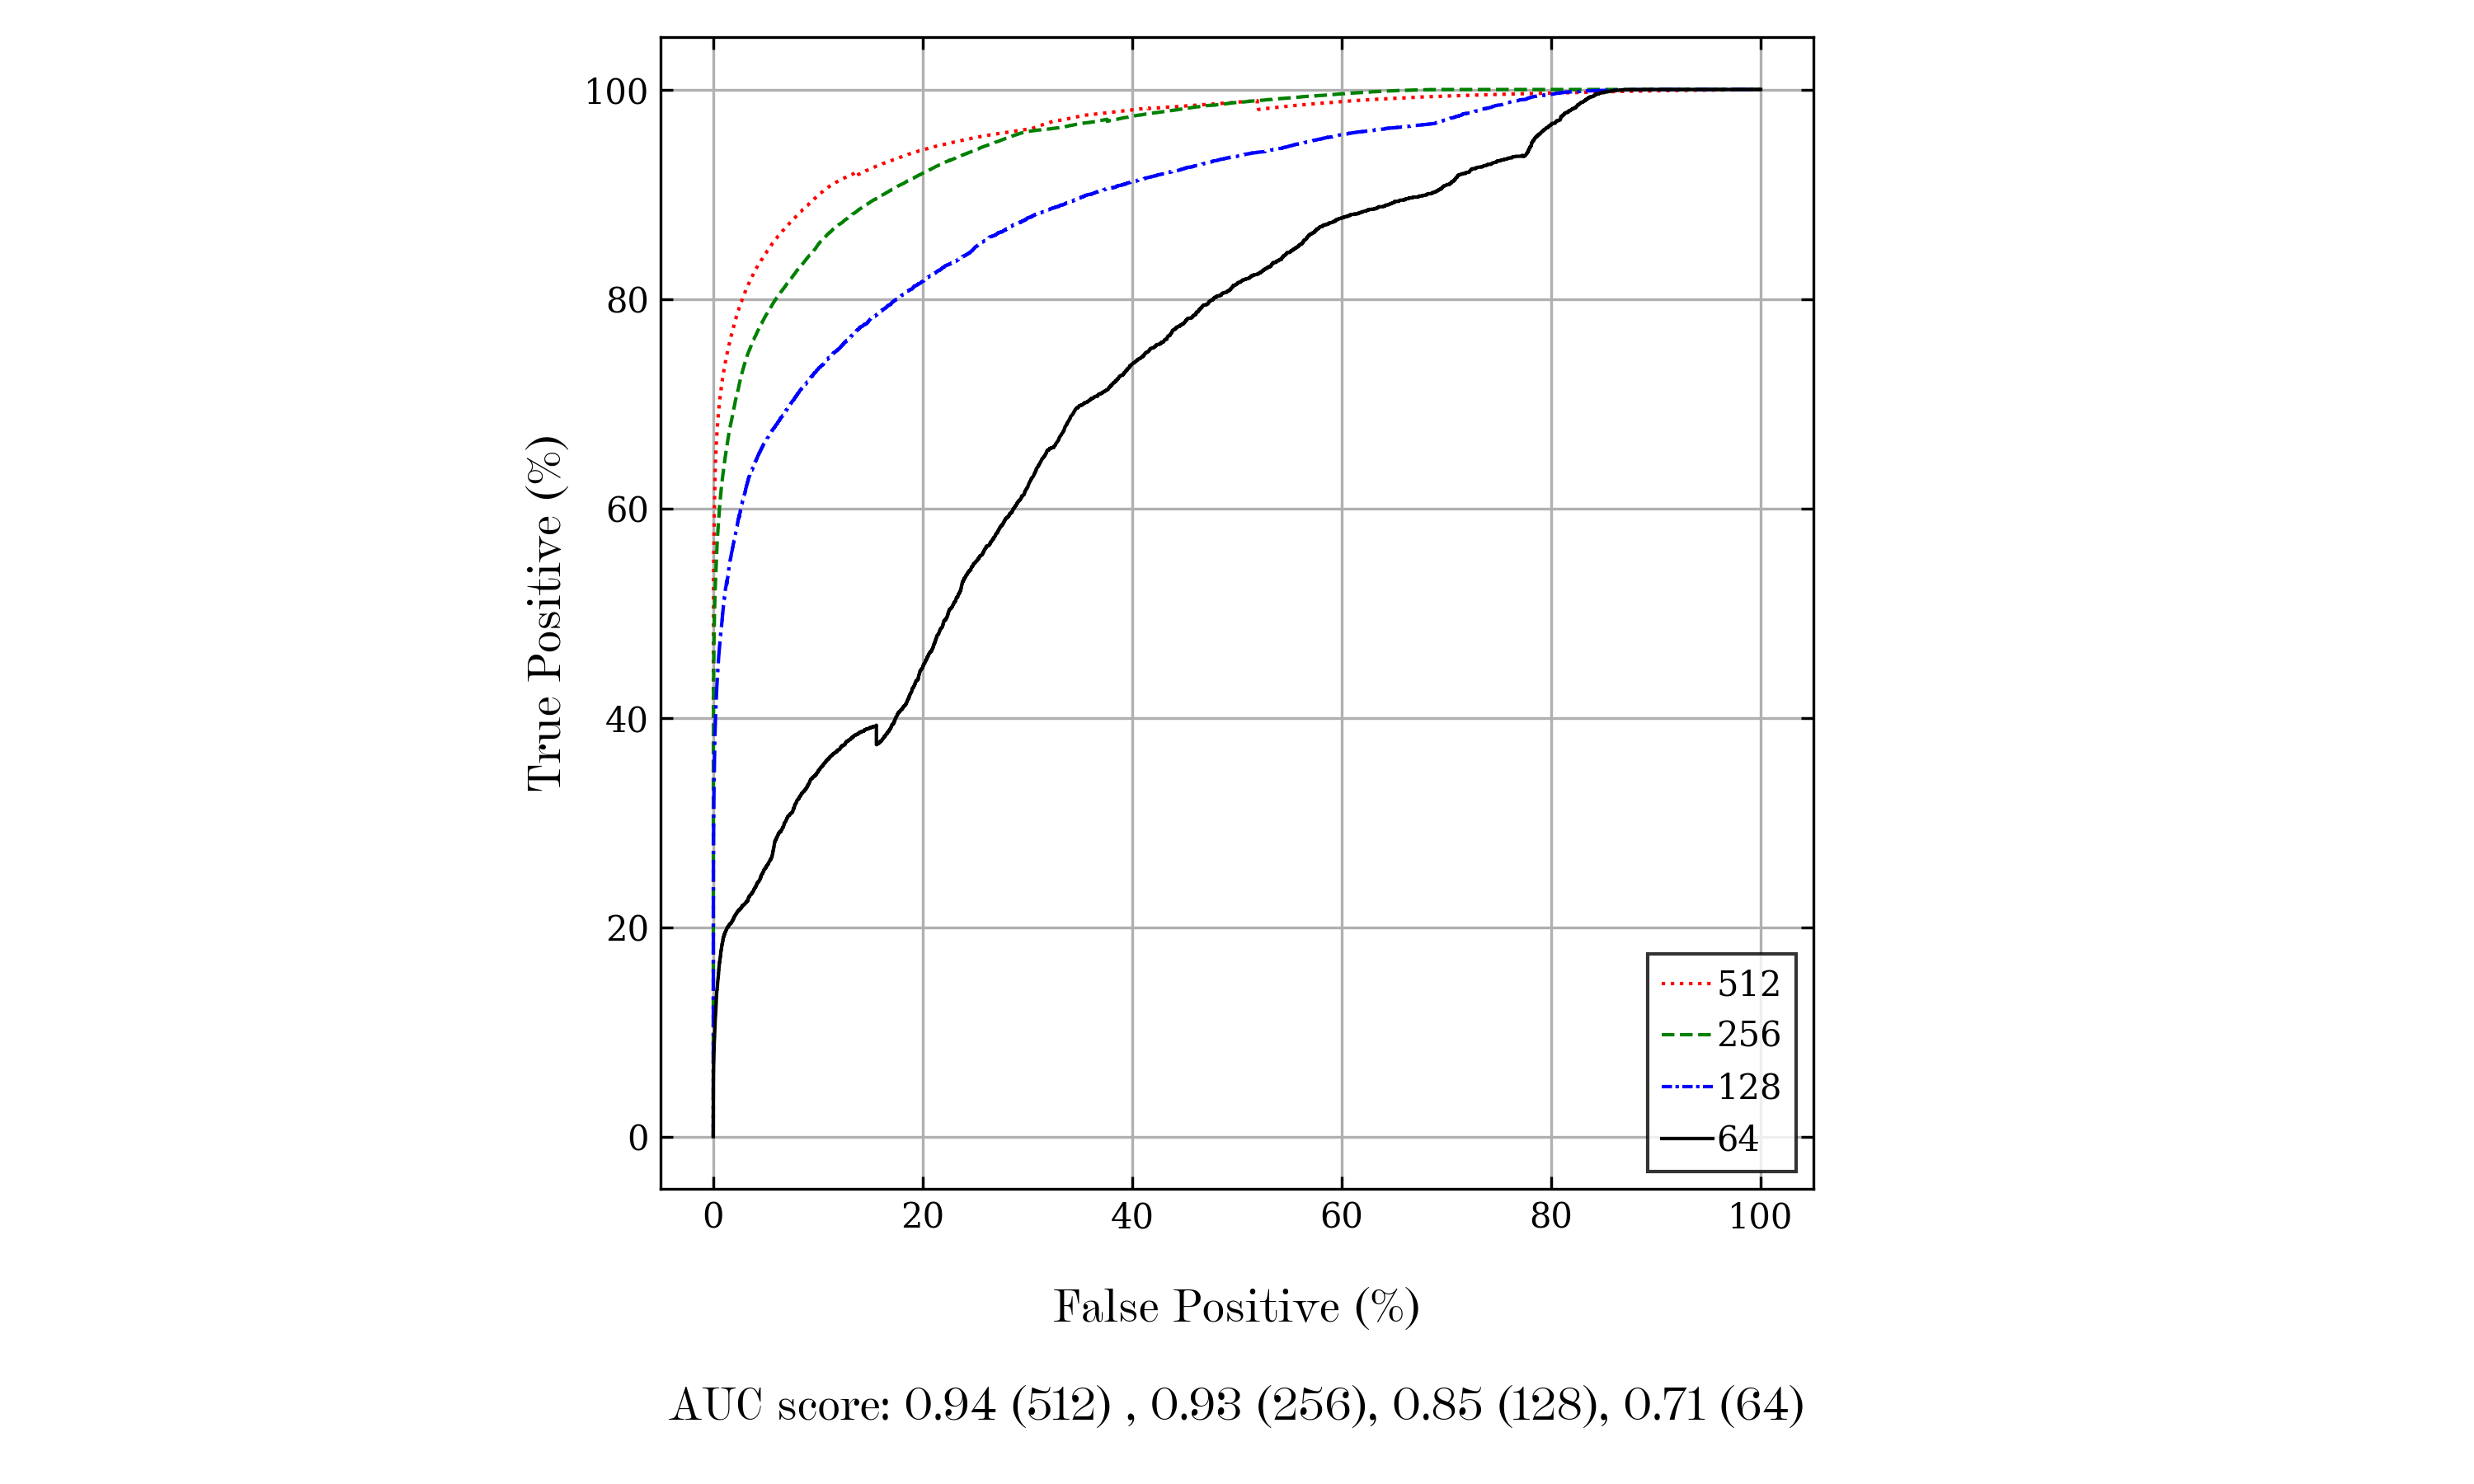 100
80
60
40
20
0
True Positive (%)
512
256
128
64
0 20 40 60 80 100
False Positive (%)
AUC score: 0.94 (512) , 0.93 (256), 0.85 (128), 0.71 (64)